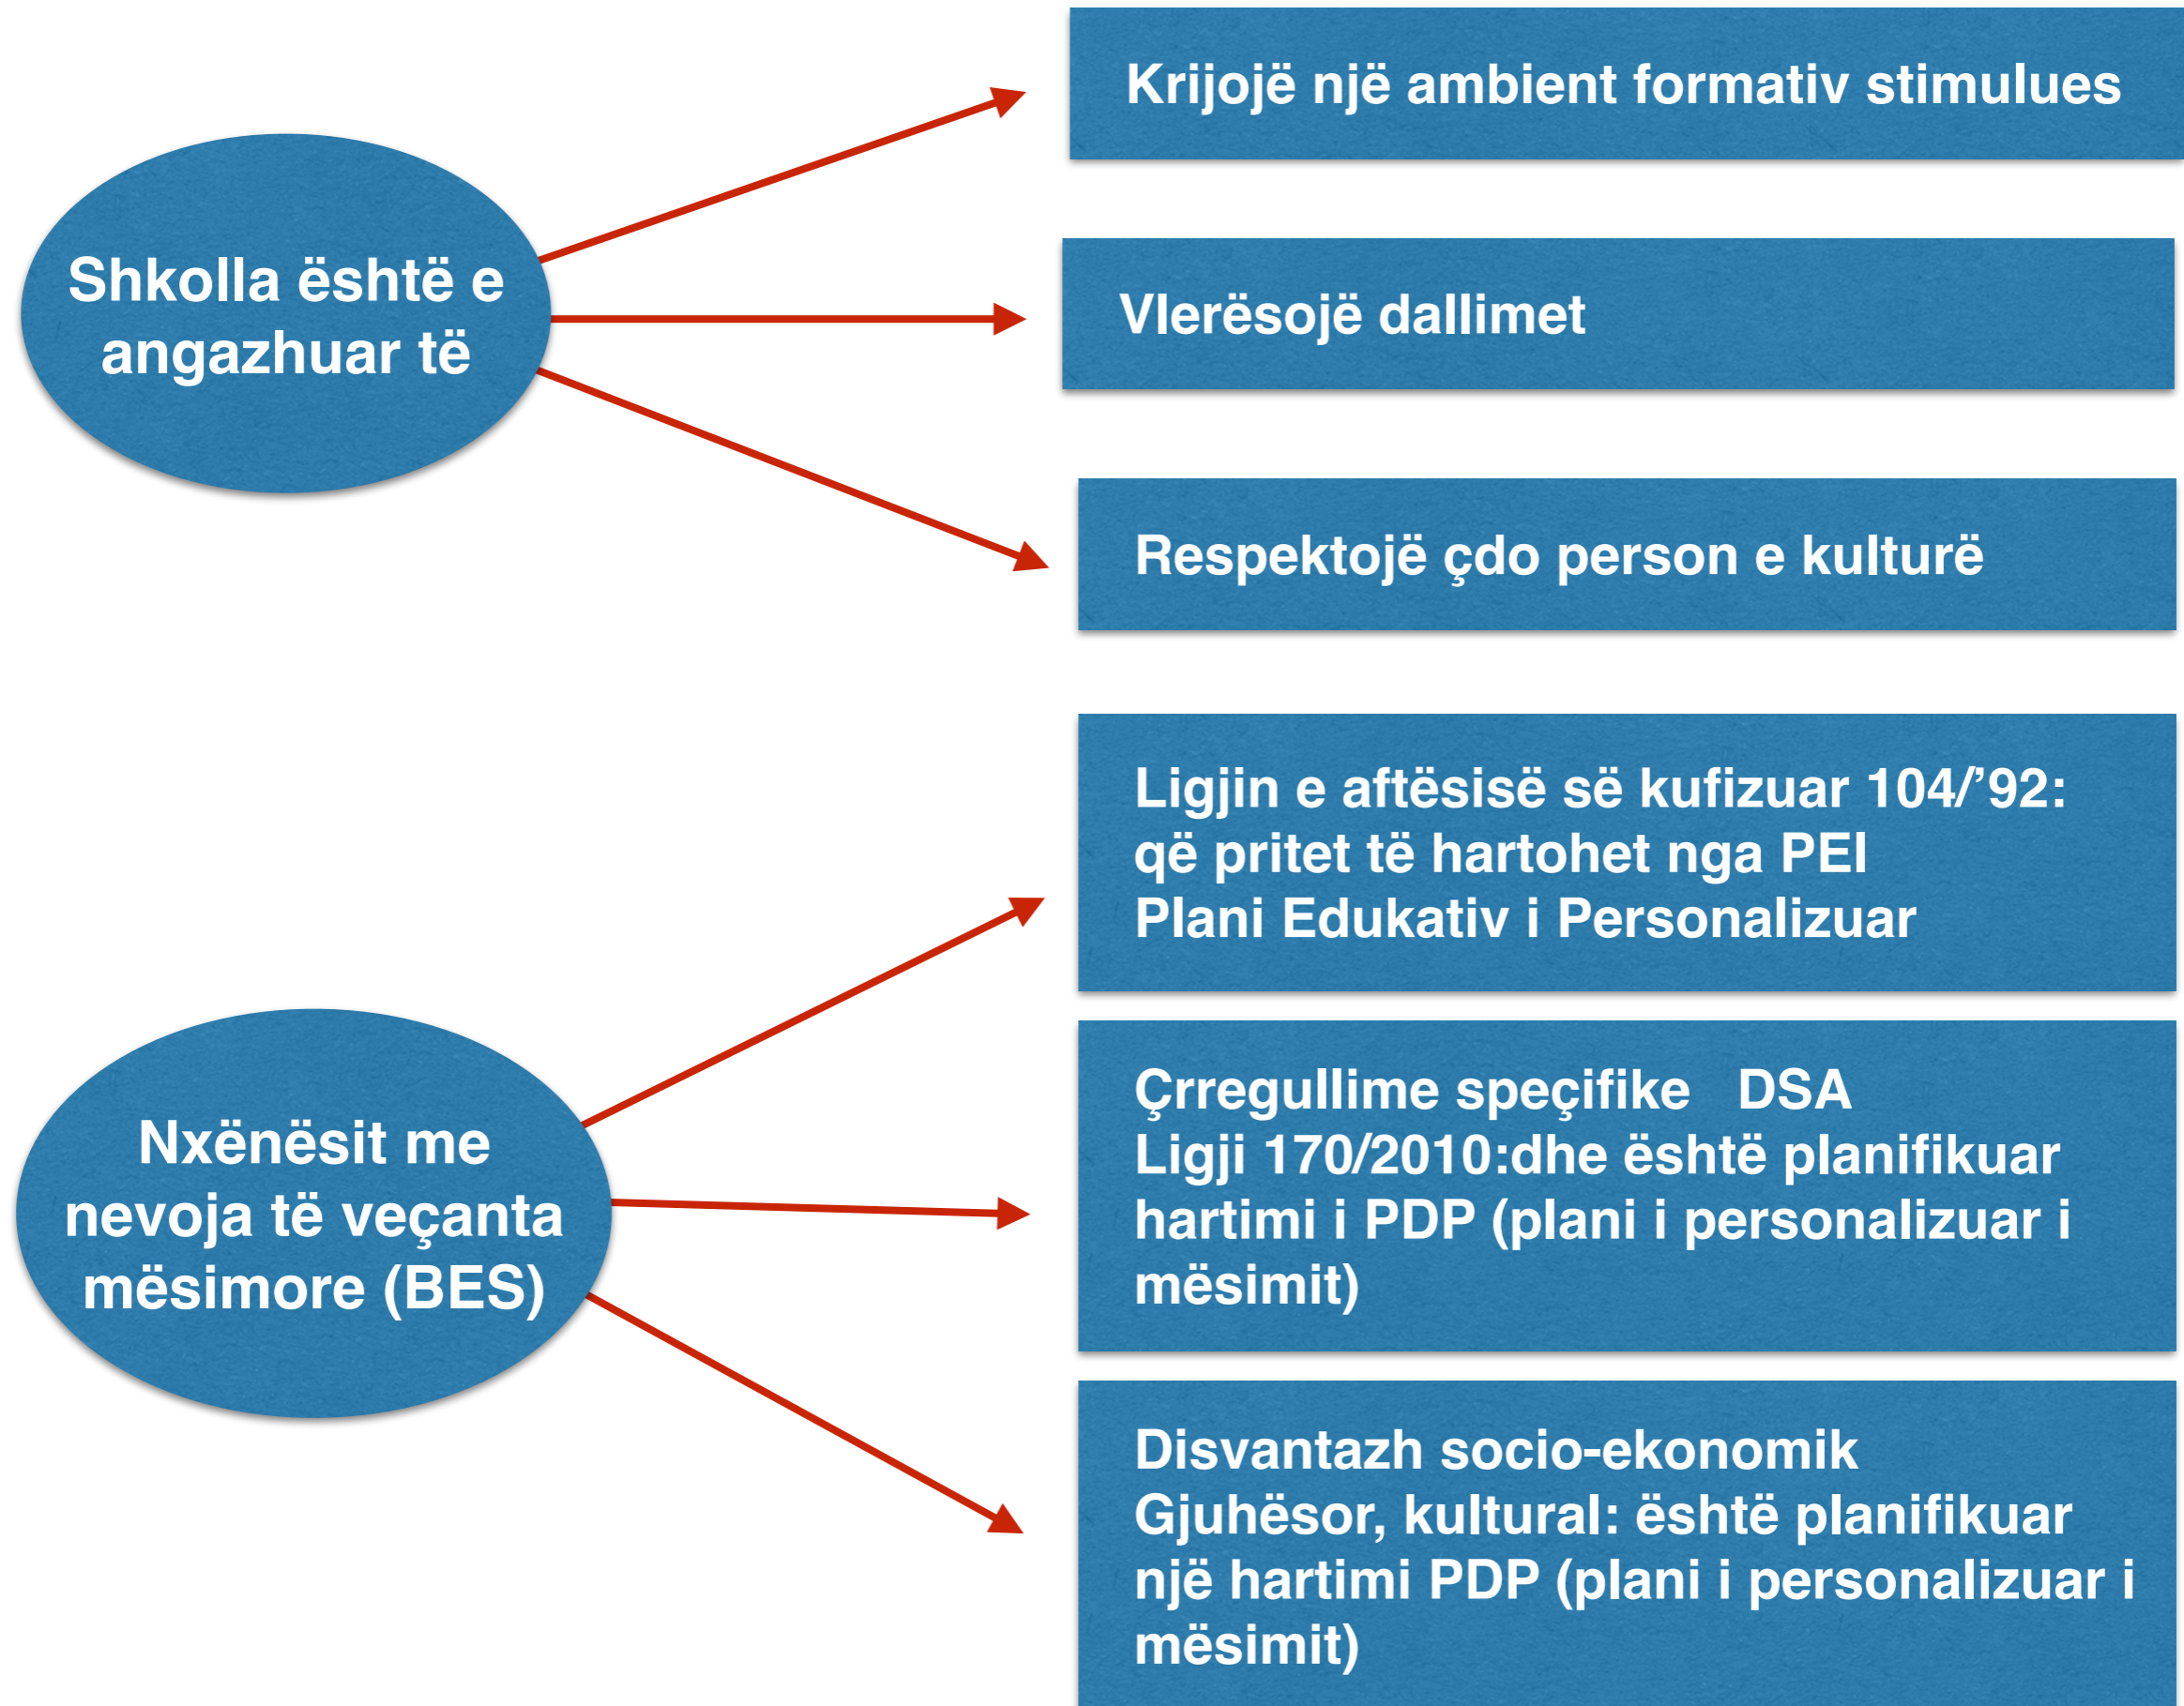 Shkolla është e
angazhuar të
Krijojë një ambient formativ stimulues
Vlerësojë dallimet
Respektojë çdo person e kulturë
Nxënësit me
nevoja të veçanta
mësimore (BES)
Ligjin e aftësisë së kufizuar 104/’92:
që pritet të hartohet nga PEI
Plani Edukativ i Personalizuar
Çrregullime speçifike   DSA
Ligji 170/2010:dhe është planifikuar
hartimi i PDP (plani i personalizuar i
mësimit)
Disvantazh socio-ekonomik
Gjuhësor, kultural: është planifikuar
një hartimi PDP (plani i personalizuar i
mësimit)